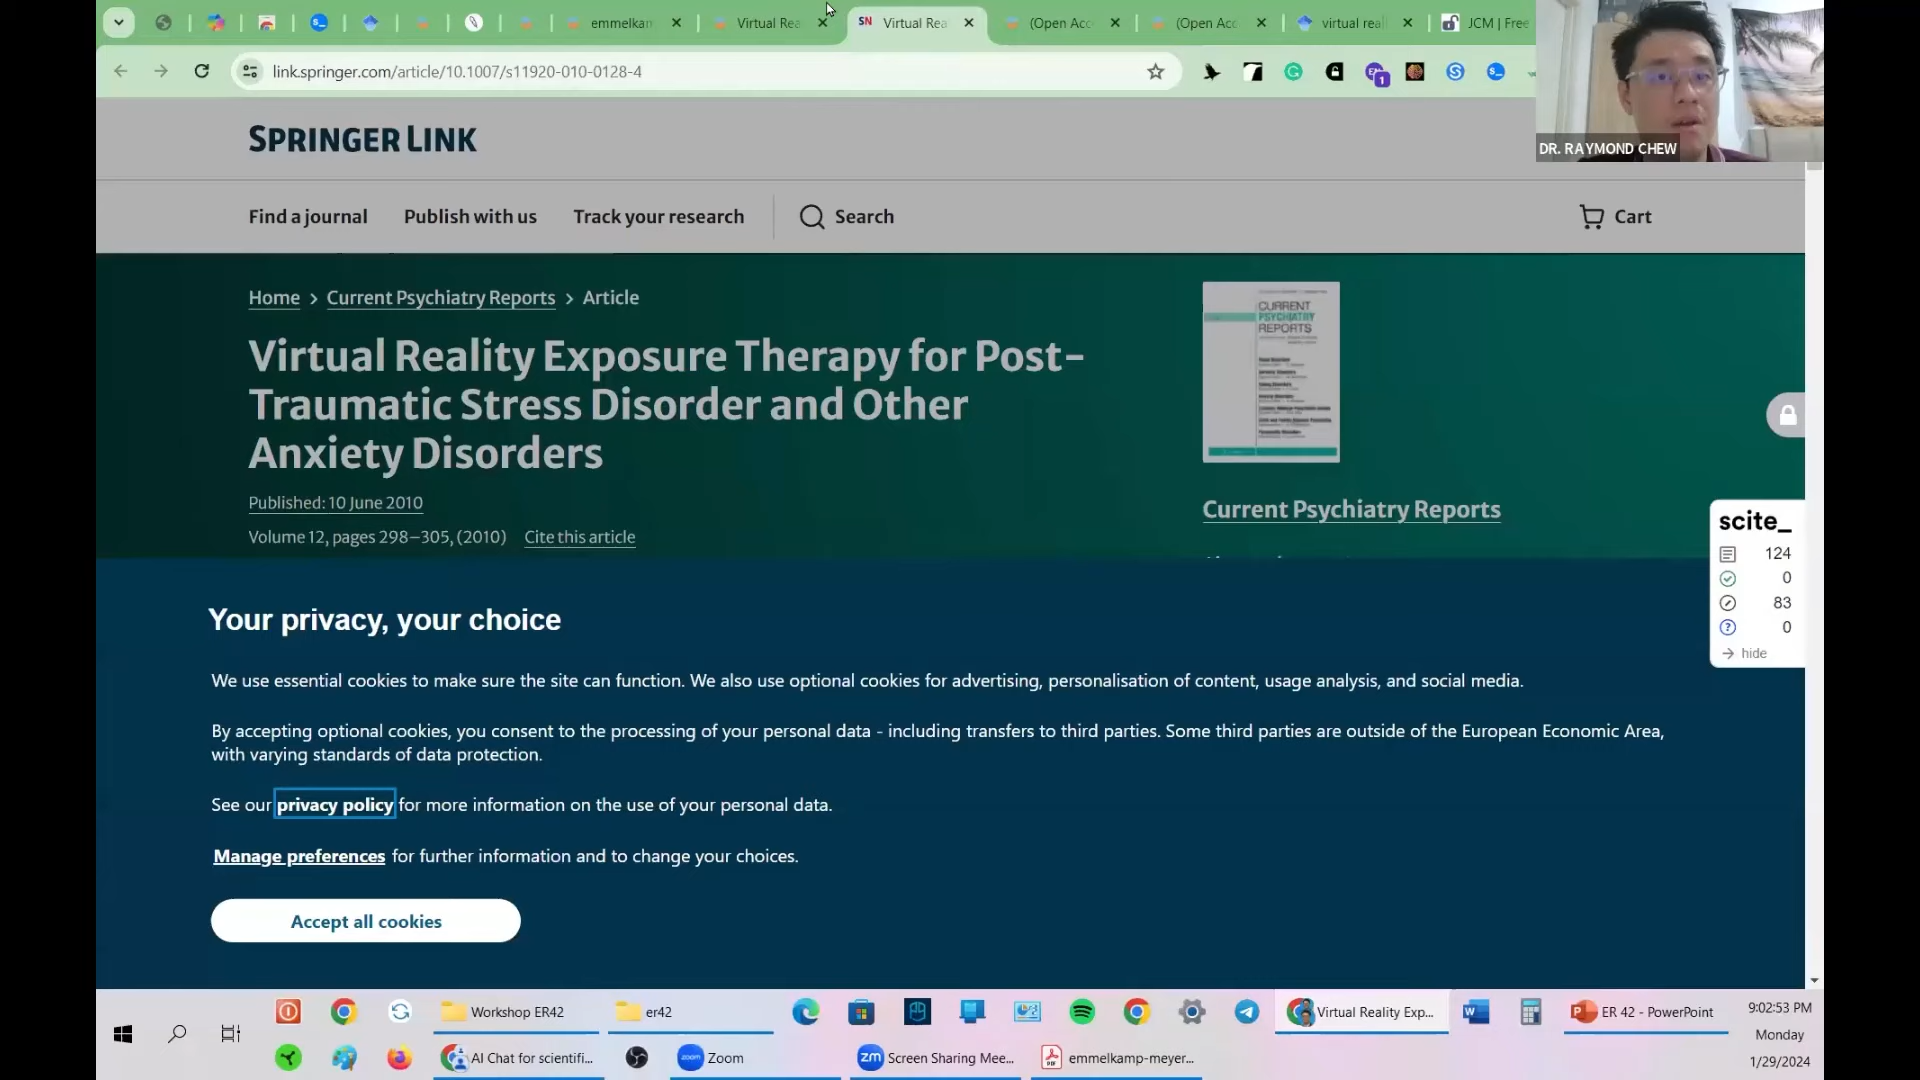 emmelkam
Virtual Rea
SN Virtual Rea
(Open Acc
(Open Acc
virtual reali
JCM | Free
link.springer.com/article/10.1007/s11920-010-0128-4
1
DR. RAYMOND CHEW
SPRINGER LINK
Find a journal
Publish with us
Track your research
Search
Cart
Home > Current Psychiatry Reports > Article
Virtual Reality Exposure Therapy for Post-
Traumatic Stress Disorder and Other
Anxiety Disorders
Published: 10 June 2010
Volume 12, pages 298–305, (2010) Cite this article
CURRENT
PSYCHIATRY
REPORTS
Current Psychiatry Reports
scite_
124
0
83
0
hide
Your privacy, your choice
We use essential cookies to make sure the site can function. We also use optional cookies for advertising, personalisation of content, usage analysis, and social media.
By accepting optional cookies, you consent to the processing of your personal data - including transfers to third parties. Some third parties are outside of the European Economic Area,
with varying standards of data protection.
See our privacy policy for more information on the use of your personal data.
Manage preferences for further information and to change your choices.
Accept all cookies
Workshop ER42
er42
Virtual Reality Exp...
ER 42 - PowerPoint
9:02:53 PM
Monday
1/29/2024
AI Chat for scientifi...
zoom Zoom
zm Screen Sharing Mee...
emmelkamp-meyer...